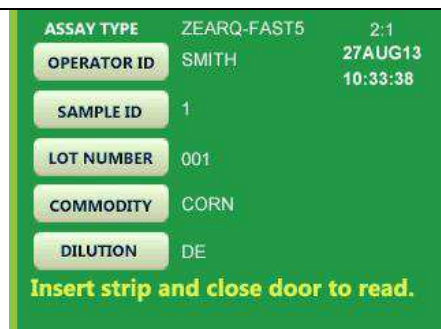 ASSAY TYPE ZEARQ-FAST5 2:1
OPERATOR ID SMITH 27AUG13
10:33:38
SAMPLE ID 1
LOT NUMBER 001
COMMODITY CORN
DILUTION DE
Insert strip and close door to read.